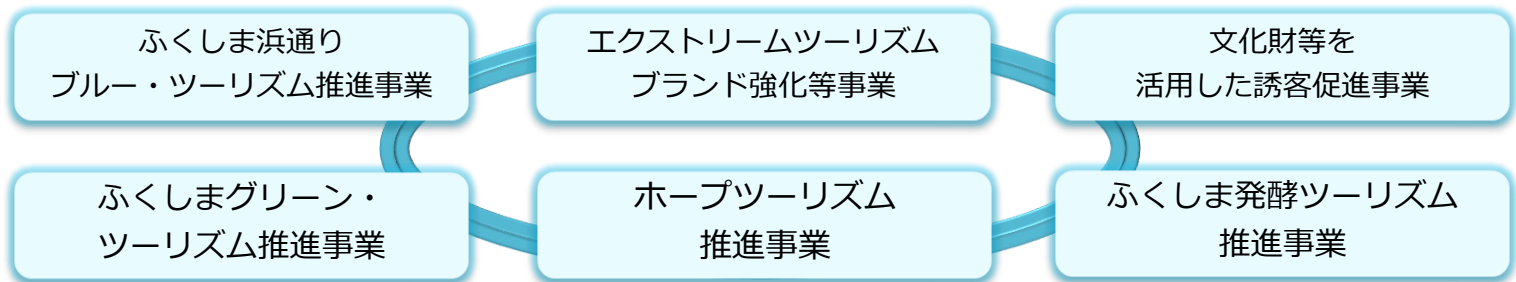 ふくしま浜通り
ブルー・ツーリズム推進事業
エクストリームツーリズム
ブランド強化等事業
文化財等を
活用した誘客促進事業
ふくしまグリーン・
ツーリズム推進事業
ホープツーリズム
推進事業
ふくしま発酵ツーリズム
推進事業